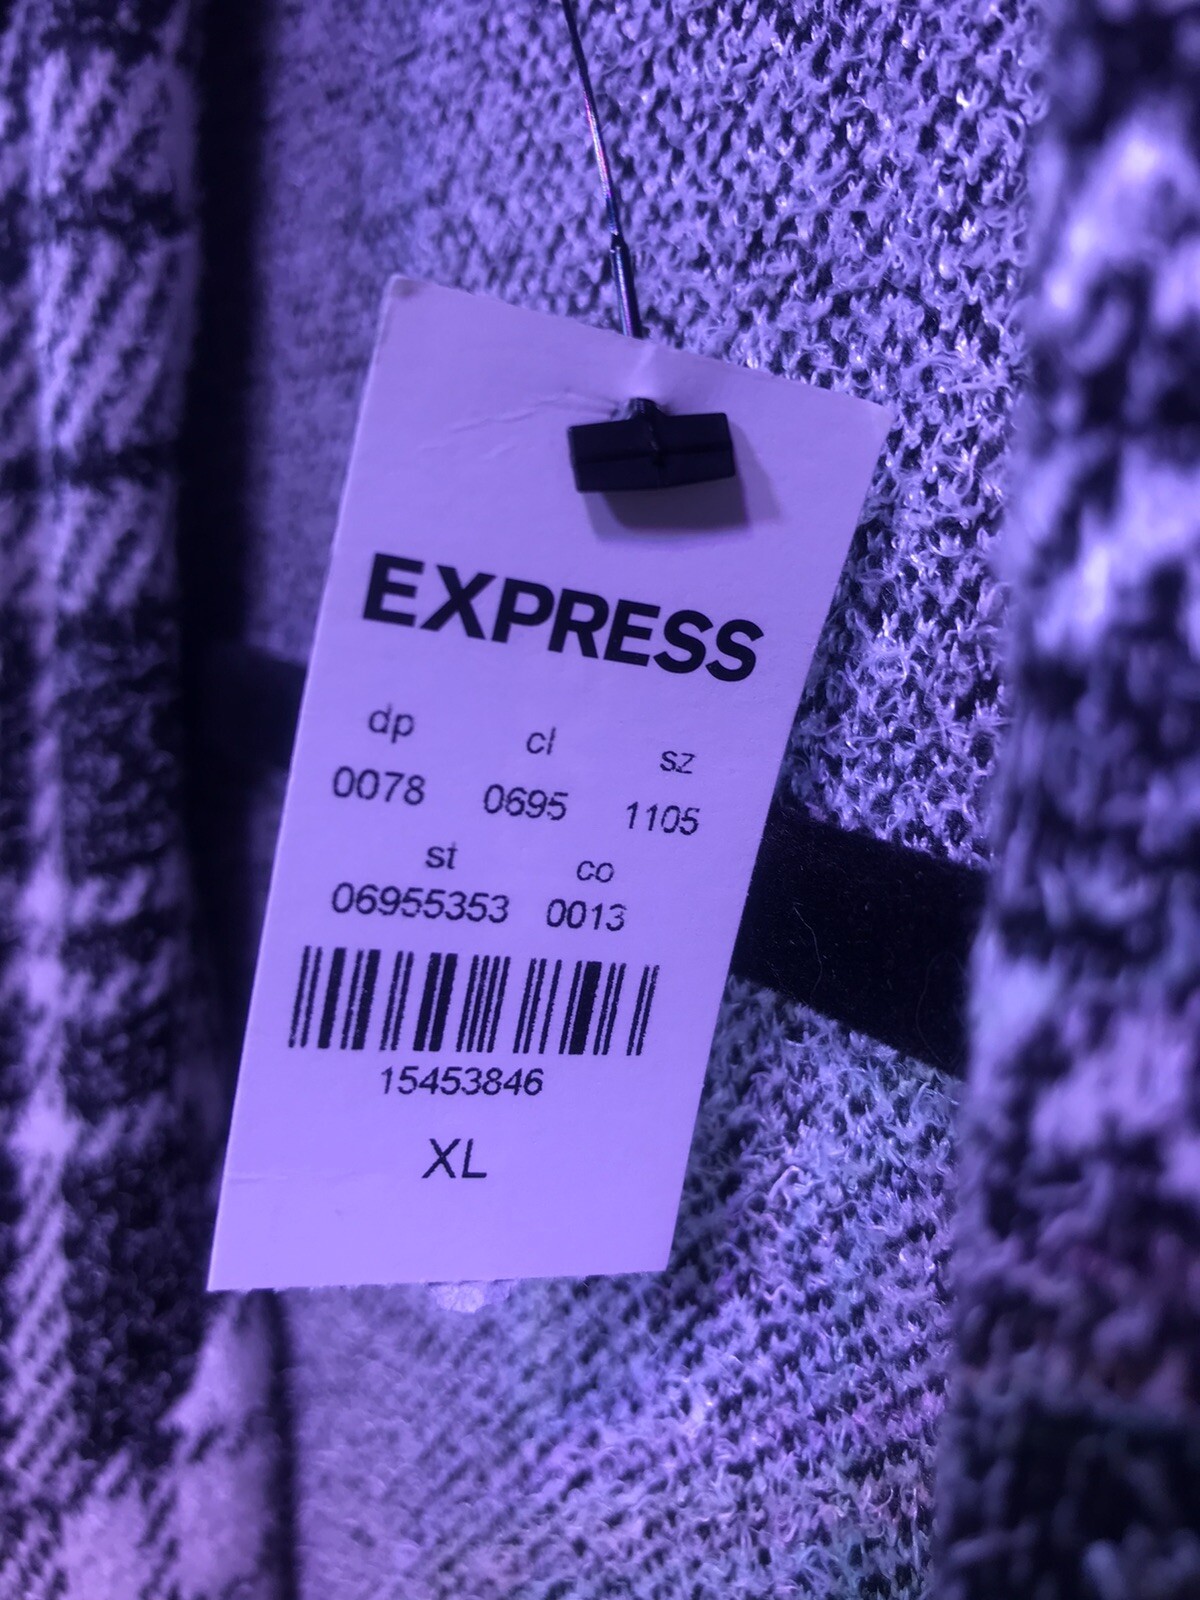 EXPRESS
dp cl sz
0078 0695 1105
st co
06955353 0013
15453846
XL